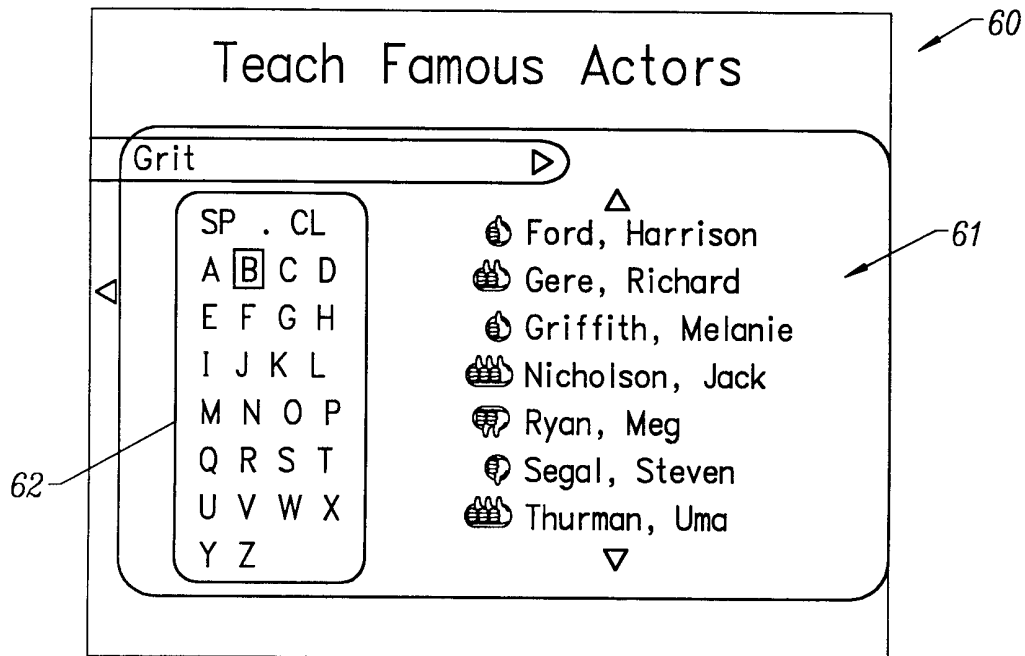 60
Teach Famous Actors
Grit
SP . CL
A B C D
E F G H
I J K L
M N O P
Q R S T
U V W X
Y Z
62
Ford, Harrison
Gere, Richard
Griffith, Melanie
Nicholson, Jack
Ryan, Meg
Segal, Steven
Thurman, Uma
61